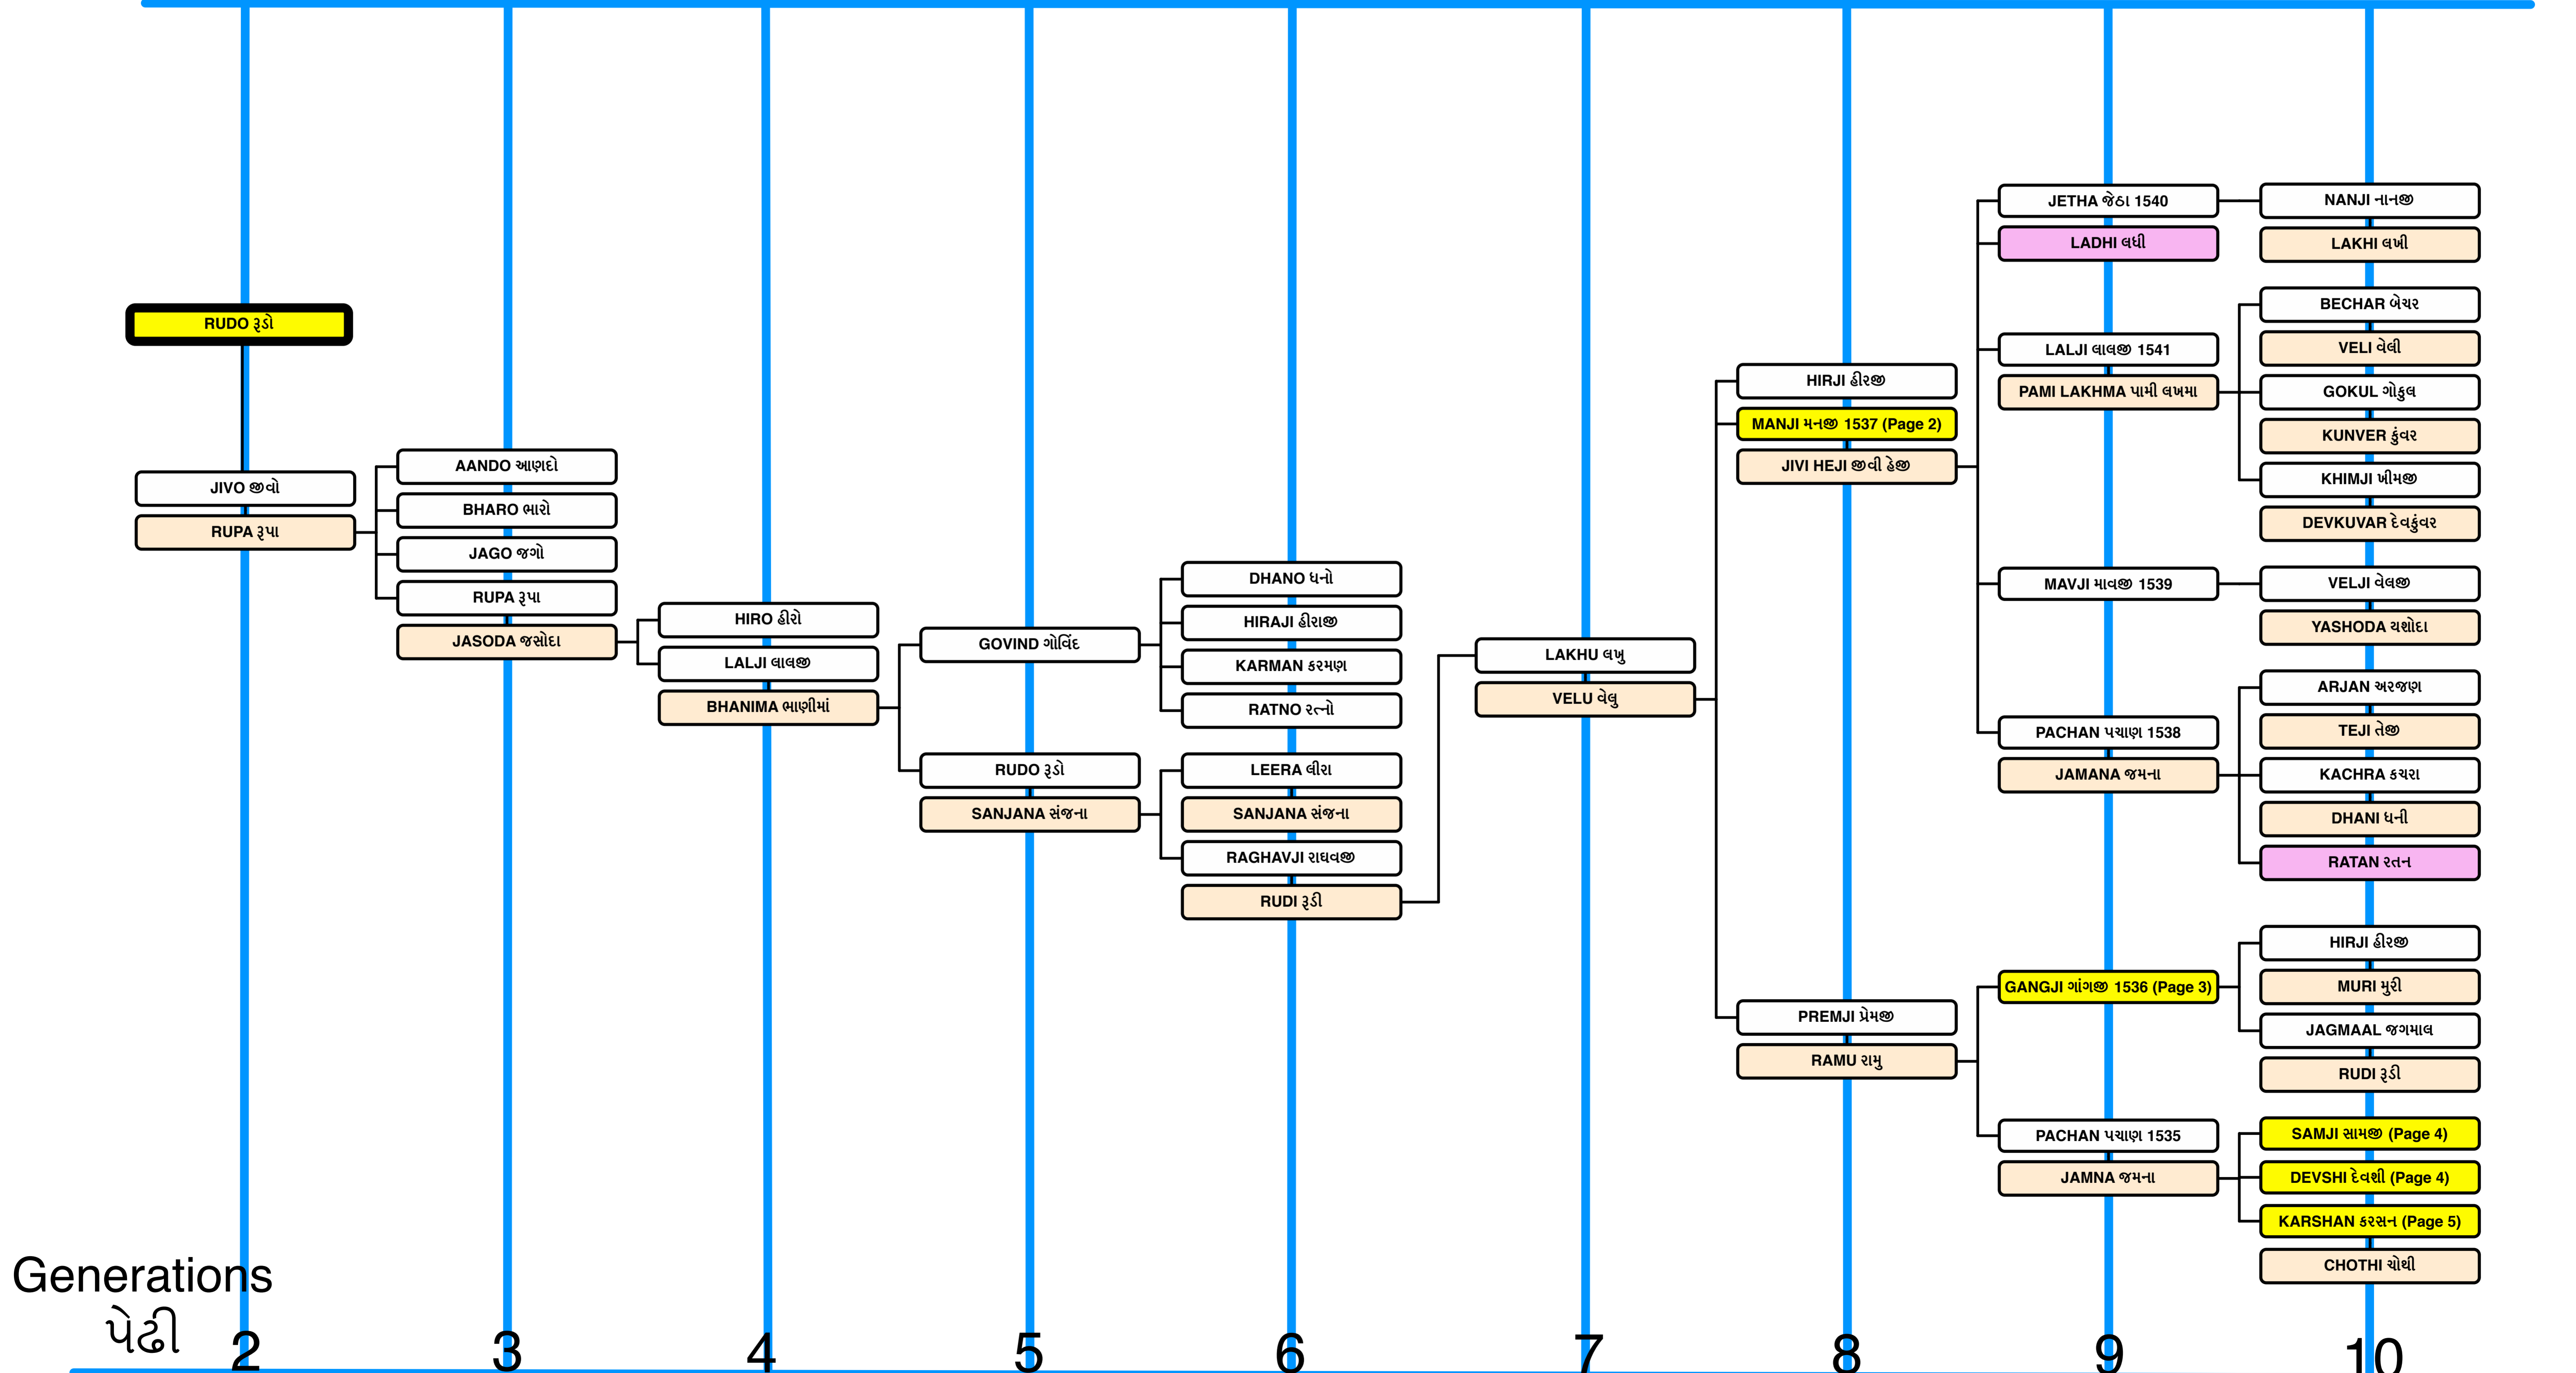 RUDO રૂડો
JIVO જીવો
RUPA રૂપા
AANDO આણદો
BHARO ભારો
JAGO જગો
RUPA રૂપા
JASODA જસોદા
HIRO હીરો
LALJI લાલજી
BHANIMA ભાણીમાં
GOVIND ગોવિંદ
RUDO રૂડો
SANJANA સંજના
DHANO ધનો
HIRAJI હીરાજી
KARMAN કરમણ
RATNO રત્નો
LEERA લીરા
SANJANA સંજના
RAGHAVJI રાઘવજી
RUDI રૂડી
LAKHU લખુ
VELU વેલુ
HIRJI હીરજી
MANJI મનજી 1537 (Page 2)
JIVI HEJI જીવી હેજી
PREMJI પ્રેમજી
RAMU રામુ
JETHA જેઠા 1540
LADHI લધી
LALJI લાલજી 1541
PAMI LAKHMA પામી લખમા
MAVJI માવજી 1539
PACHAN પચાણ 1538
JAMANA જમના
GANGJI ગાંગજી 1536 (Page 3)
PACHAN પચાણ 1535
JAMNA જમના
NANJI નાનજી
LAKHI લખી
BECHAR બેચર
VELI વેલી
GOKUL ગોકુલ
KUNVER કુંવર
KHIMJI ખીમજી
DEVKUVAR દેવકુંવર
VELJI વેલજી
YASHODA યશોદા
ARJAN અરજણ
TEJI તેજી
KACHRA કચરા
DHANI ધની
RATAN રતન
HIRJI હીરજી
MURI મુરી
JAGMAAL જગમાલ
RUDI રૂડી
SAMJI સામજી (Page 4)
DEVSHI દેવશી (Page 4)
KARSHAN કરસન (Page 5)
CHOTHI ચોથી
Generations
પેઢી
2 3 4 5 6 7 8 9 10